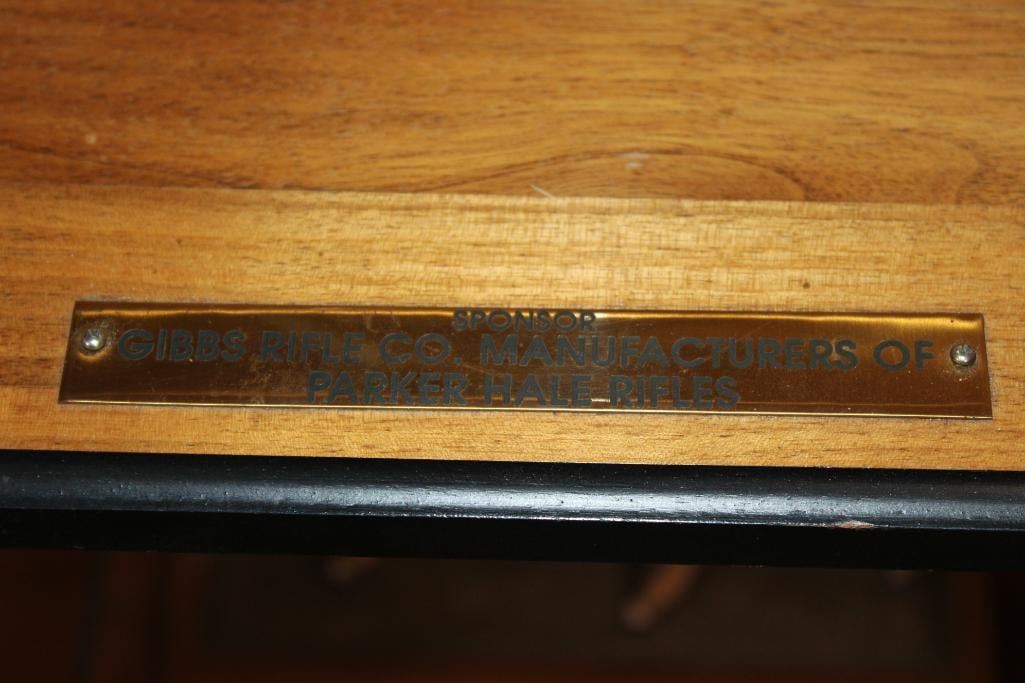 SPONSOR
GIBBS RIFLE CO. MANUFACTURERS OF
PARKER HALE RIFLES